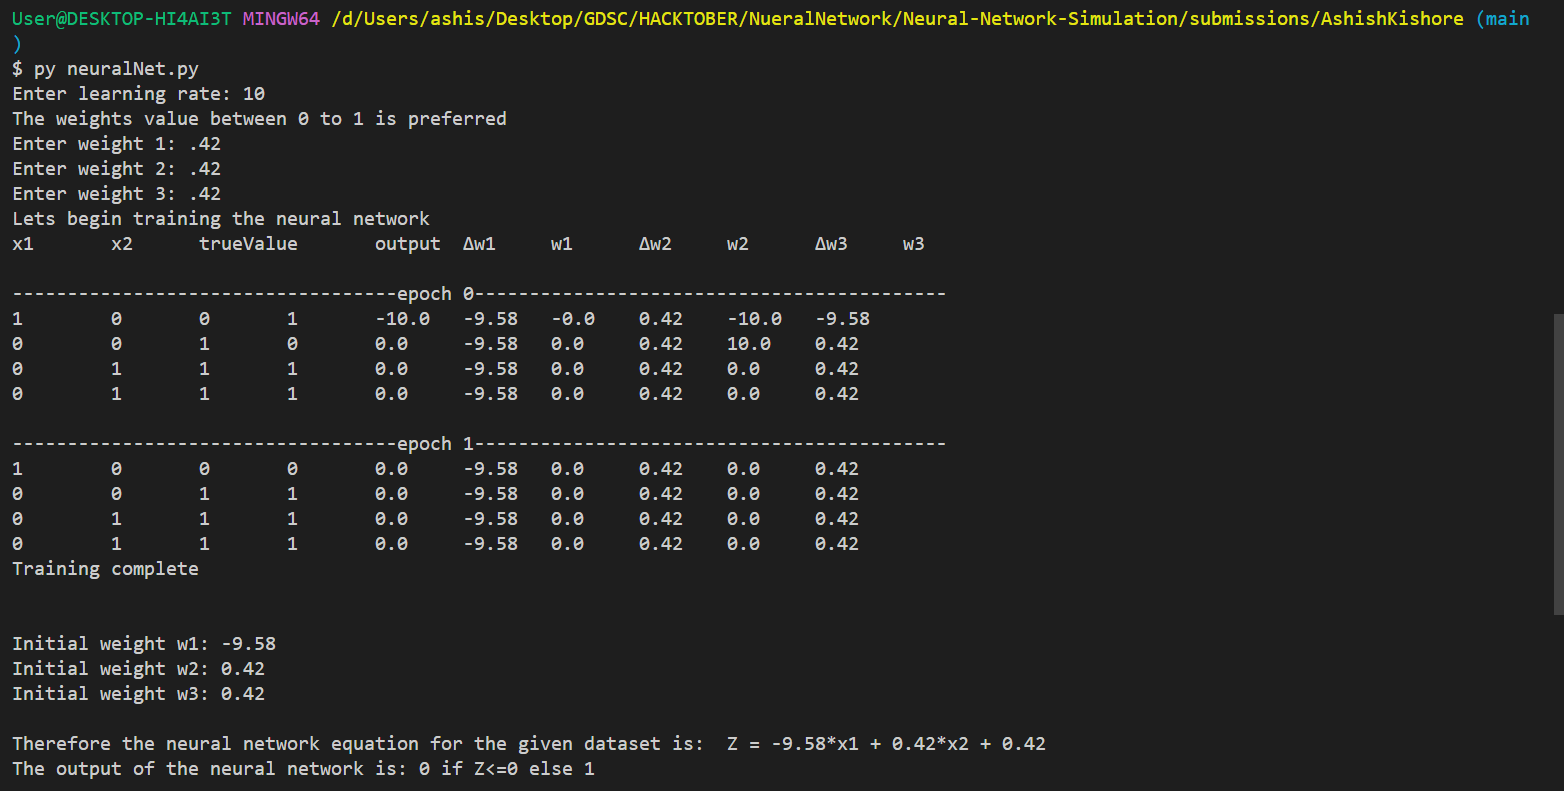 User@DESKTOP-HI4AI3T MINGW64 /d/Users/ashis/Desktop/GDSC/HACKTOBER/NueralNetwork/Neural-Network-Simulation/submissions/AshishKishore (main
)
$ py neuralNet.py
Enter learning rate: 10
The weights value between 0 to 1 is preferred
Enter weight 1: .42
Enter weight 2: .42
Enter weight 3: .42
Lets begin training the neural network
x1 x2 trueValue output Δw1 w1 Δw2 w2 Δw3 w3
-----------------------------------epoch 0-------------------------------------------
1 0 0 1 -10.0 -9.58 -0.0 0.42 -10.0 -9.58
0 0 1 0 0.0 -9.58 0.0 0.42 10.0 0.42
0 1 1 1 0.0 -9.58 0.0 0.42 0.0 0.42
0 1 1 1 0.0 -9.58 0.0 0.42 0.0 0.42
-----------------------------------epoch 1-------------------------------------------
1 0 0 0 0.0 -9.58 0.0 0.42 0.0 0.42
0 0 1 1 0.0 -9.58 0.0 0.42 0.0 0.42
0 1 1 1 0.0 -9.58 0.0 0.42 0.0 0.42
0 1 1 1 0.0 -9.58 0.0 0.42 0.0 0.42
Training complete
Initial weight w1: -9.58
Initial weight w2: 0.42
Initial weight w3: 0.42
Therefore the neural network equation for the given dataset is:  Z = -9.58*x1 + 0.42*x2 + 0.42
The output of the neural network is: 0 if Z<=0 else 1